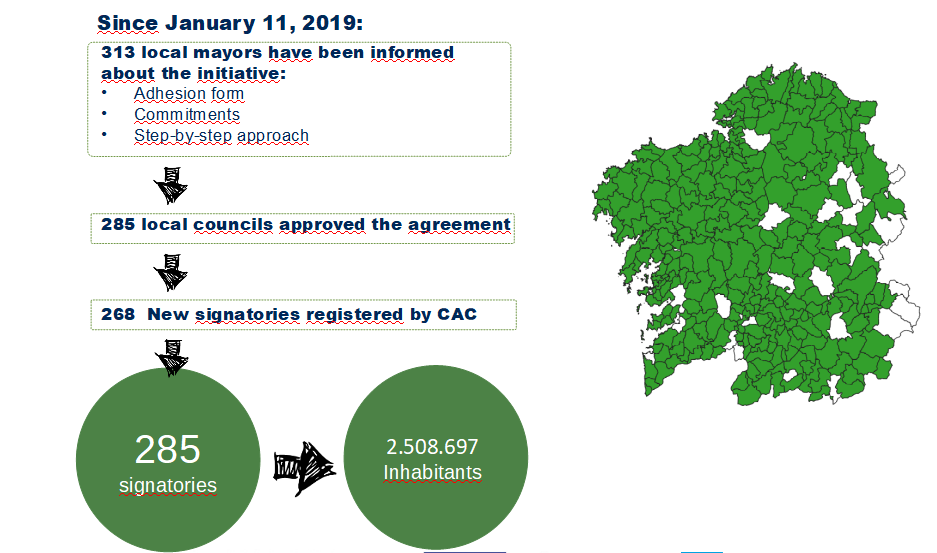 Since January 11, 2019:
313 local mayors have been informed
about the initiative:
• Adhesion form
• Commitments
• Step-by-step approach
285 local councils approved the agreement
268 New signatories registered by CAC
285
signatories
2.508.697
Inhabitants